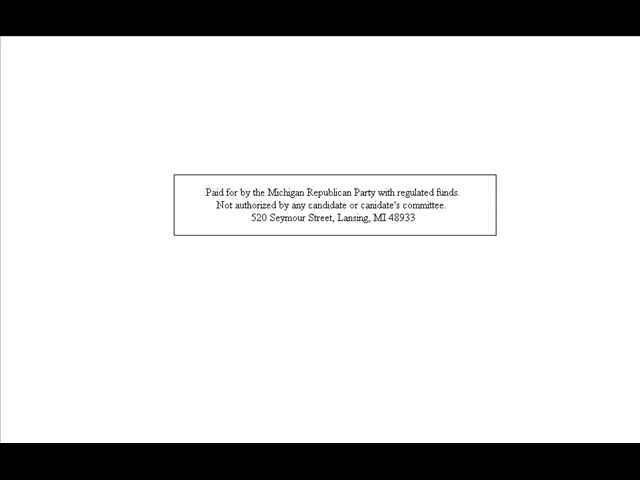 Paid for by the Michigan Republican Party with regulated funds.
Not authorized by any candidate or canidate's committee.
520 Seymour Street, Lansing, MI 48933